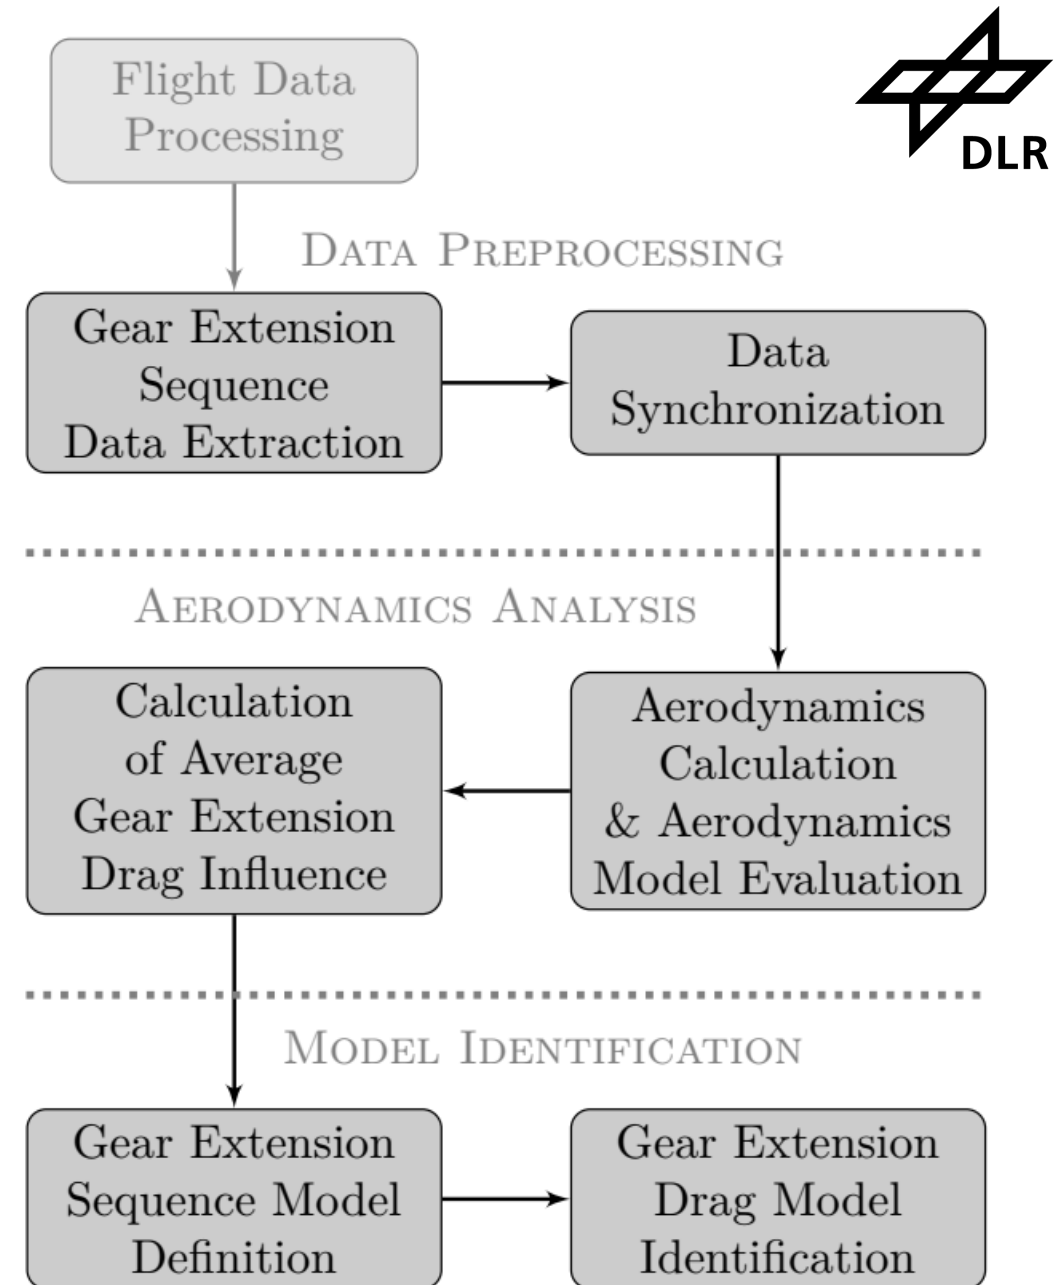 Flight Data
Processing
DLR
DATA PREPROCESSING
Gear Extension
Sequence
Data Extraction
Data
Synchronization
AERODYNAMICS ANALYSIS
Calculation
of Average
Gear Extension
Drag Influence
Aerodynamics
Calculation
& Aerodynamics
Model Evaluation
MODEL IDENTIFICATION
Gear Extension
Sequence Model
Definition
Gear Extension
Drag Model
Identification